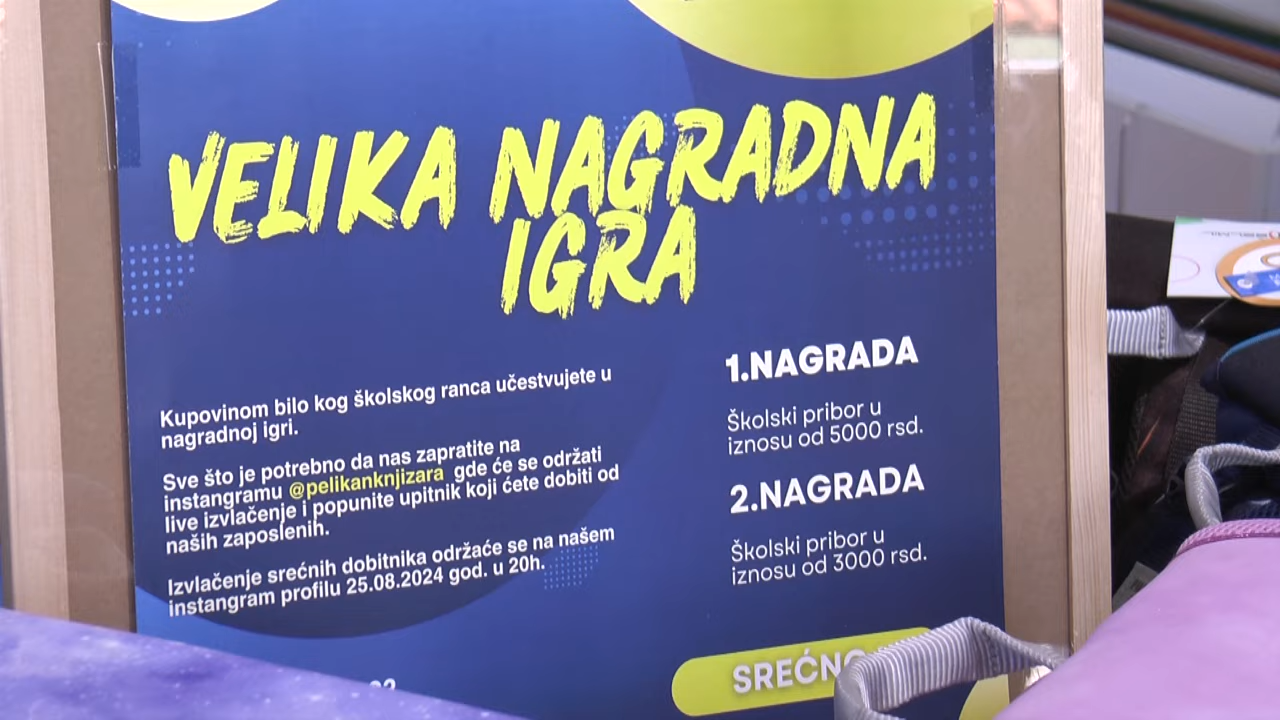 VELIKA NAGRADNA
IGRA
Kupovinom bilo kog školskog ranca učestvujete u
nagradnoj igri.
Sve što je potrebno da nas zapratite na
instangramu @pelikanknjizara gde će se održati
live izvlačenje i popunite upitnik koji ćete dobiti od
naših zaposlenih.
Izvlačenje srećnih dobitnika održaće se na našem
instangram profilu 25.08.2024 god. u 20h.
1.NAGRADA
Školski pribor u
iznosu od 5000 rsd.
2.NAGRADA
Školski pribor u
iznosu od 3000 rsd.
SREĆNO